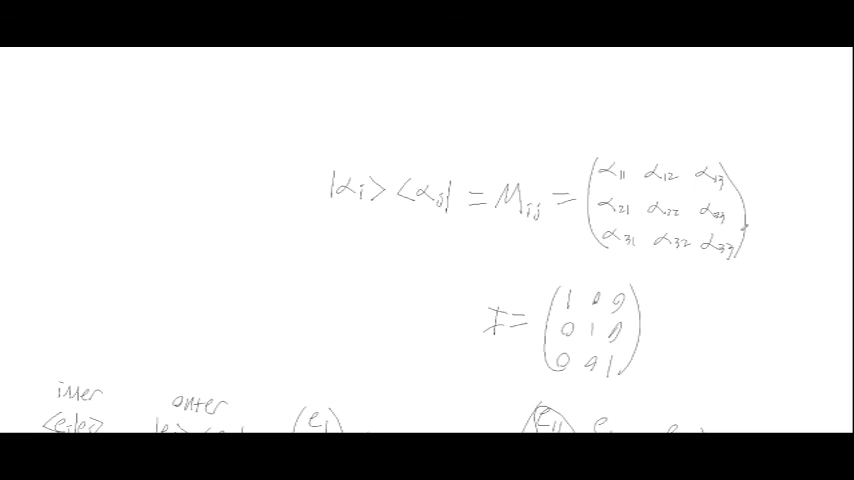 |αi> <αj| = Mij = (α11 α12 α13
α21 α22 α23
α31 α32 α33)
I = (1 0 0
0 1 0
0 0 1)
inner outer